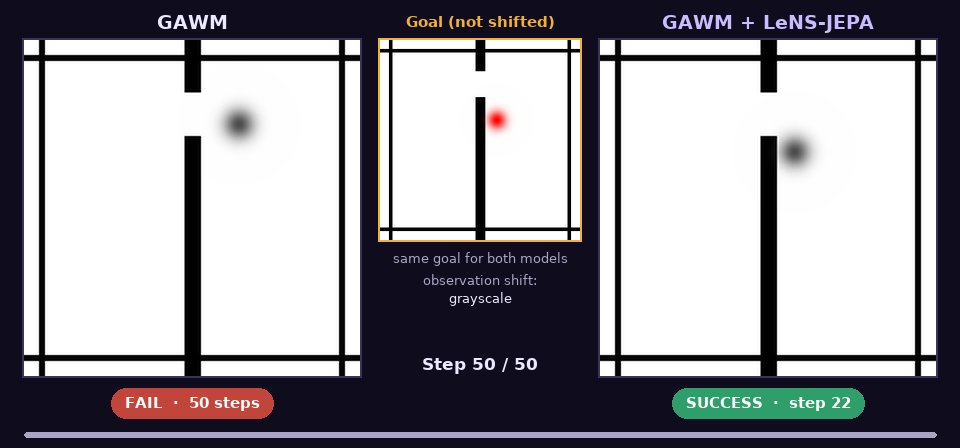 GAWM
Goal (not shifted)
GAWM + LeNS-JEPA
same goal for both models
observation shift:
grayscale
Step 50 / 50
FAIL · 50 steps
SUCCESS · step 22